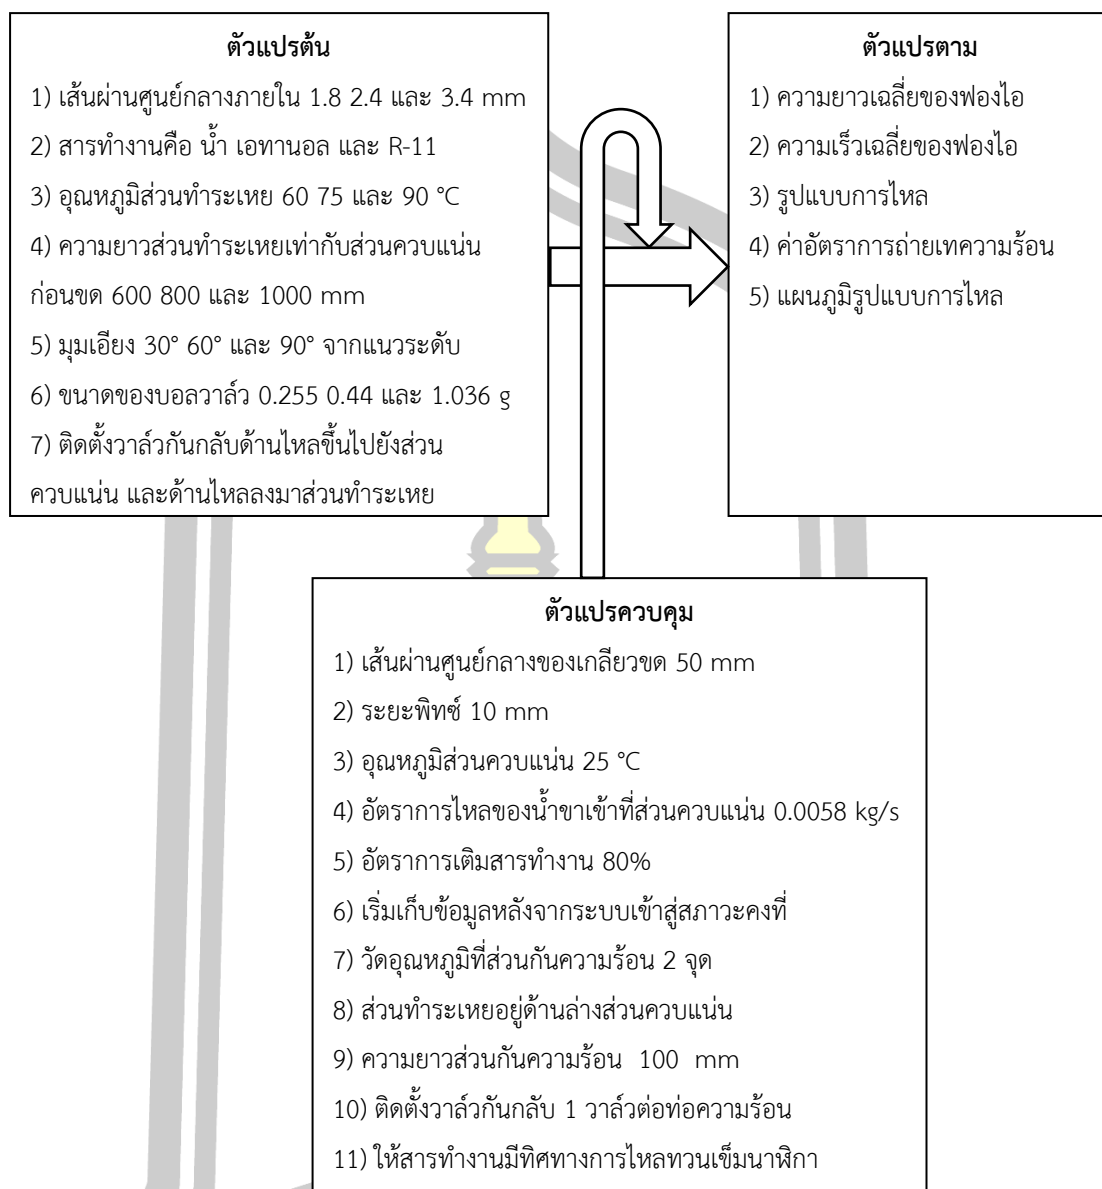 ตัวแปรต้น
1) เส้นผ่านศูนย์กลางภายใน 1.8 2.4 และ 3.4 mm
2) สารทำงานคือ น้ำ เอทานอล และ R-11
3) อุณหภูมิส่วนทำระเหย 60 75 และ 90 °C
4) ความยาวส่วนทำระเหยเท่ากับส่วนควบแน่น
ก่อนขด 600 800 และ 1000 mm
5) มุมเอียง 30° 60° และ 90° จากแนวระดับ
6) ขนาดของบอลวาล์ว 0.255 0.44 และ 1.036 g
7) ติดตั้งวาล์วกันกลับด้านไหลขึ้นไปยังส่วน
ควบแน่น และด้านไหลลงมาส่วนทำระเหย
ตัวแปรตาม
1) ความยาวเฉลี่ยของฟองไอ
2) ความเร็วเฉลี่ยของฟองไอ
3) รูปแบบการไหล
4) ค่าอัตราการถ่ายเทความร้อน
5) แผนภูมิรูปแบบการไหล
ตัวแปรควบคุม
1) เส้นผ่านศูนย์กลางของเกลียวขด 50 mm
2) ระยะพิทซ์ 10 mm
3) อุณหภูมิส่วนควบแน่น 25 °C
4) อัตราการไหลของน้ำขาเข้าที่ส่วนควบแน่น 0.0058 kg/s
5) อัตราการเติมสารทำงาน 80%
6) เริ่มเก็บข้อมูลหลังจากระบบเข้าสู่สภาวะคงที่
7) วัดอุณหภูมิที่ส่วนกันความร้อน 2 จุด
8) ส่วนทำระเหยอยู่ด้านล่างส่วนควบแน่น
9) ความยาวส่วนกันความร้อน 100 mm
10) ติดตั้งวาล์วกันกลับ 1 วาล์วต่อท่อความร้อน
11) ให้สารทำงานมีทิศทางการไหลทวนเข็มนาฬิกา